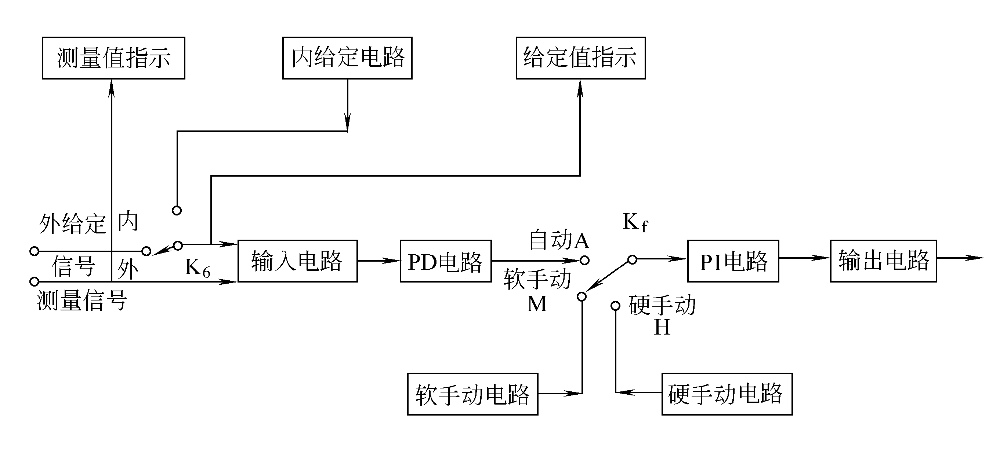 测量值指示
内给定电路
给定值指示
外给定
内
信号
外
K6
测量信号
输入电路
PD电路
自动A
Kf
软手动
M
硬手动
H
PI电路
输出电路
软手动电路
硬手动电路